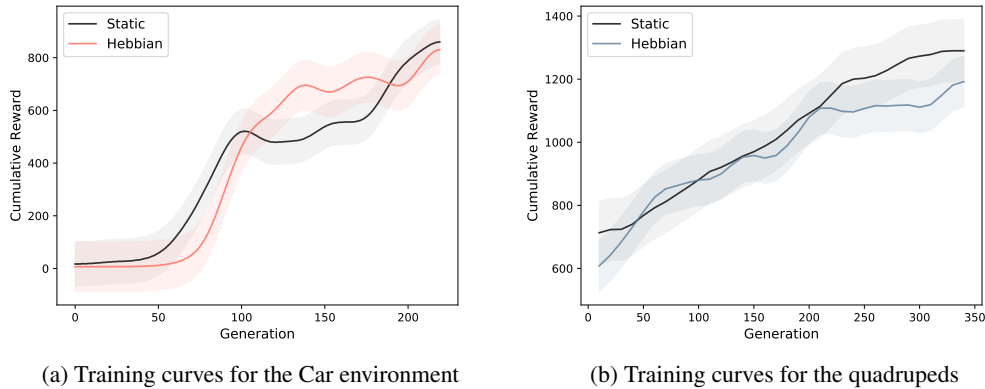 Static
Hebbian
Cumulative Reward
800
600
400
200
0
0 50 100 150 200
Generation
(a) Training curves for the Car environment
Static
Hebbian
Cumulative Reward
1400
1200
1000
800
600
0 50 100 150 200 250 300 350
Generation
(b) Training curves for the quadrupeds